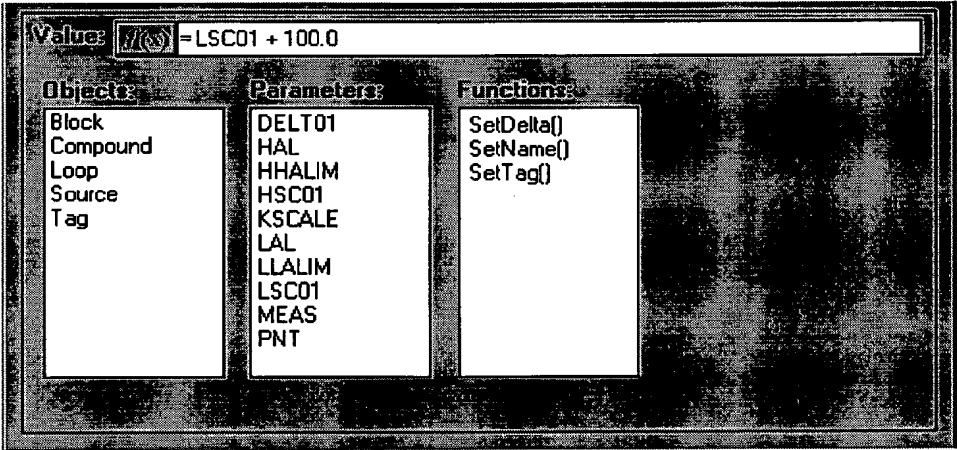 Value: f(x) =LSC01 + 100.0
Objects: Parameters: Functions:
Block DELT01 SetDelta()
Compound HAL SetName()
Loop HHALIM SetTag()
Source HSC01
Tag KSCALE
LAL
LLALIM
LSC01
MEAS
PNT